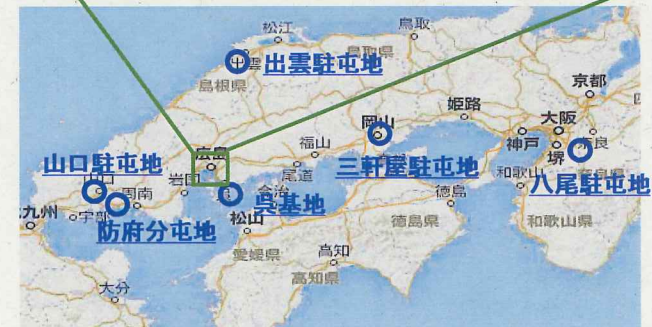 松江
鳥取
鳥取県
出雲駐屯地
島根県
京都
姫路
岡山
大阪
広島
福山
神戸
奈良
堺
山口駐屯地
山口
岩国
尾道
三軒屋駐屯地
和歌山
八尾駐屯地
周南
今治
呉基地
徳島
九州
宇部
松山
防府分屯地
徳島県
和歌山県
愛媛県
高知
高知県
大分